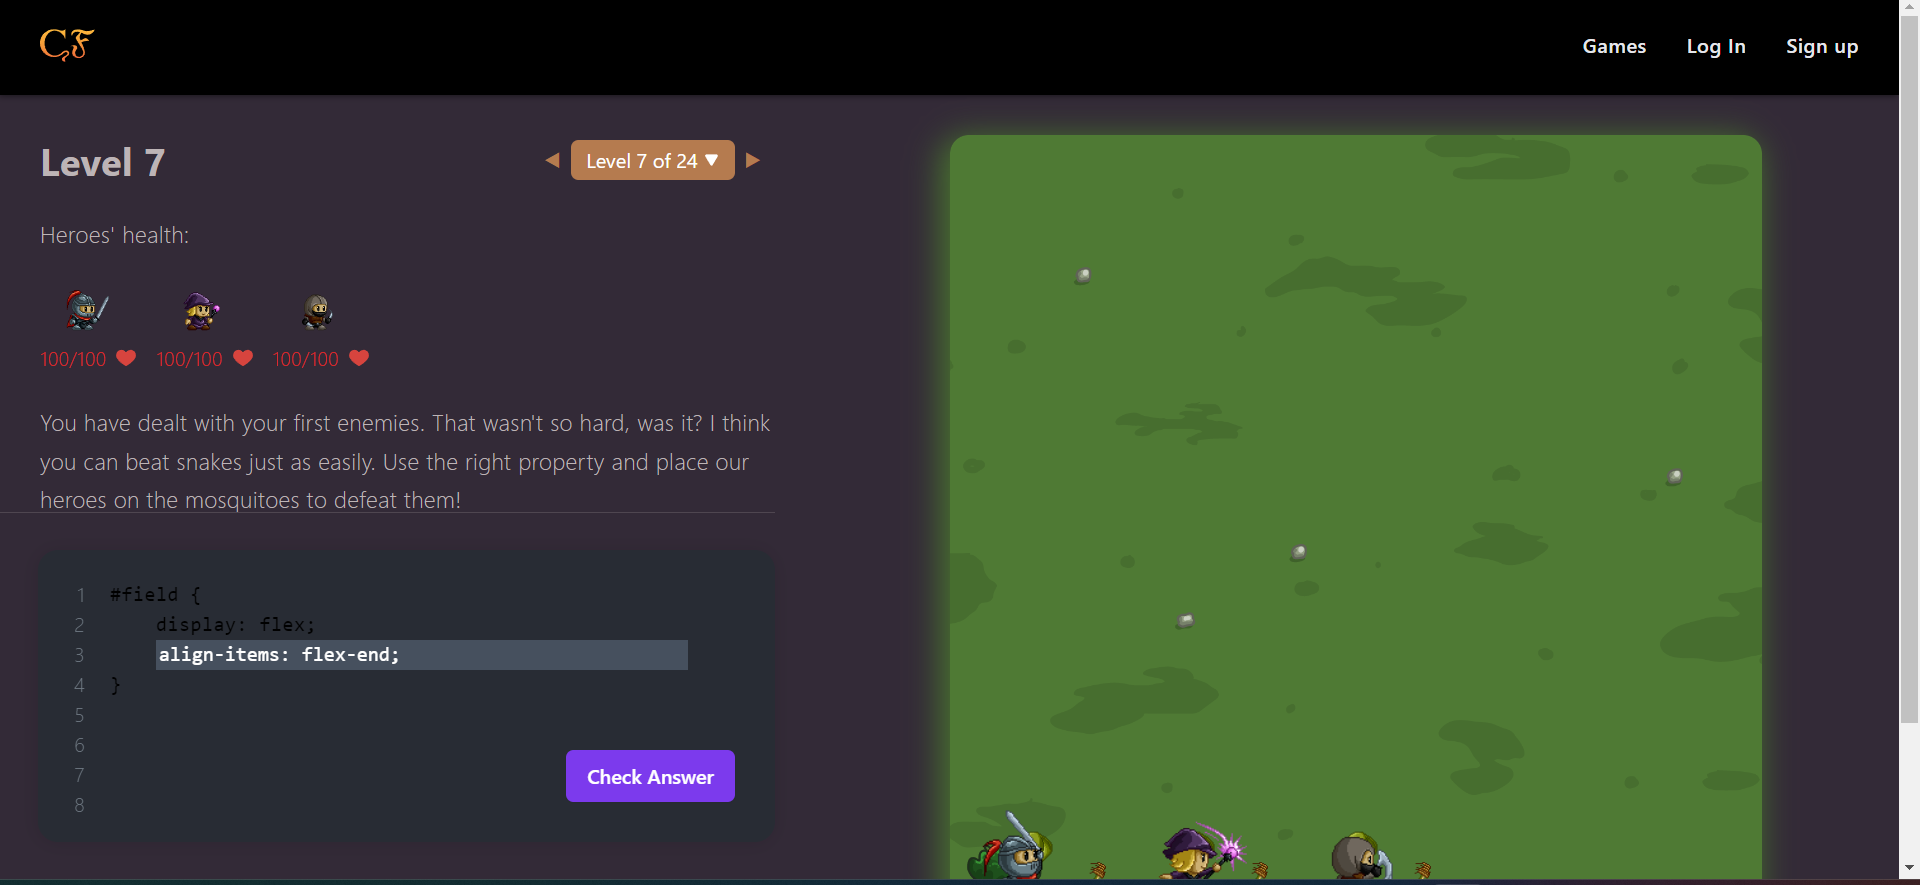 CF
Games
Log In
Sign up
Level 7
Level 7 of 24
Heroes' health:
100/100
100/100
100/100
You have dealt with your first enemies. That wasn't so hard, was it? I think
you can beat snakes just as easily. Use the right property and place our
heroes on the mosquitoes to defeat them!
1 #field {
2 display: flex;
3 align-items: flex-end;
4 }
5
6
7
8
Check Answer